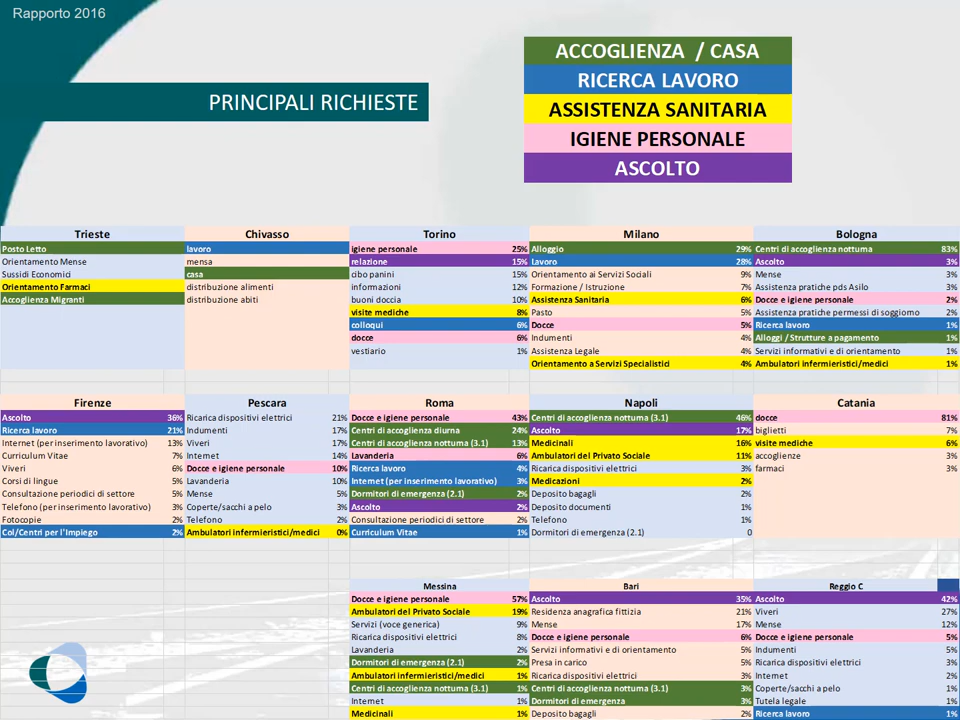 Rapporto 2016
PRINCIPALI RICHIESTE
ACCOGLIENZA / CASA
RICERCA LAVORO
ASSISTENZA SANITARIA
IGIENE PERSONALE
ASCOLTO
Trieste
Posto Letto
Orientamento Mense
Sussidi Economici
Orientamento Farmaci
Accoglienza Migranti
Chivasso
lavoro
mensa
casa
distribuzione alimenti
distribuzione abiti
Torino
igiene personale 25%
relazione 15%
cibo panini 15%
informazioni 12%
buoni doccia 10%
visite mediche 8%
colloqui 6%
docce 6%
vestiario 1%
Milano
Alloggio 29%
Lavoro 28%
Orientamento ai Servizi Sociali 9%
Formazione / Istruzione 7%
Assistenza Sanitaria 6%
Pasto 5%
Docce 5%
Indumenti 4%
Assistenza Legale 4%
Orientamento a Servizi Specialistici 4%
Bologna
Centri di accoglienza notturna 83%
Ascolto 3%
Mense 3%
Assistenza pratiche pds Asilo 3%
Docce e igiene personale 2%
Assistenza pratiche permessi di soggiorno 2%
Ricerca lavoro 1%
Alloggi / Strutture a pagamento 1%
Servizi informativi e di orientamento 1%
Ambulatori infermieristici/medici 1%
Firenze
Ascolto 36%
Ricerca lavoro 21%
Internet (per inserimento lavorativo) 13%
Curriculum Vitae 7%
Viveri 6%
Corsi di lingue 5%
Consultazione periodici di settore 5%
Telefono (per inserimento lavorativo) 3%
Fotocopie 2%
Col/Centri per l'Impiego 2%
Pescara
Ricarica dispositivi elettrici 21%
Indumenti 17%
Viveri 17%
Internet 14%
Docce e igiene personale 10%
Lavanderia 10%
Mense 5%
Coperte/sacchi a pelo 3%
Telefono 2%
Ambulatori infermieristici/medici 0%
Roma
Docce e igiene personale 43%
Centri di accoglienza diurna 24%
Centri di accoglienza notturna (3.1) 13%
Lavanderia 6%
Ricerca lavoro 4%
Internet (per inserimento lavorativo) 3%
Dormitori di emergenza (2.1) 2%
Ascolto 2%
Consultazione periodici di settore 2%
Curriculum Vitae 1%
Napoli
Centri di accoglienza notturna (3.1) 46%
Ascolto 17%
Medicinali 16%
Ambulatori del Privato Sociale 11%
Ricarica dispositivi elettrici 3%
Medicazioni 2%
Deposito bagagli 2%
Deposito documenti 1%
Telefono 1%
Dormitori di emergenza (2.1) 0
Catania
docce 81%
biglietti 7%
visite mediche 6%
accoglienze 3%
farmaci 3%
Messina
Docce e igiene personale 57%
Ambulatori del Privato Sociale 19%
Servizi (voce generica) 9%
Ricarica dispositivi elettrici 8%
Lavanderia 2%
Dormitori di emergenza (2.1) 2%
Ambulatori infermieristici/medici 1%
Centri di accoglienza notturna (3.1) 1%
Internet 1%
Medicinali 1%
Bari
Ascolto 35%
Residenza anagrafica fittizia 21%
Mense 17%
Docce e igiene personale 6%
Servizi informativi e di orientamento 5%
Presa in carico 5%
Ricarica dispositivi elettrici 3%
Centri di accoglienza notturna (3.1) 3%
Dormitori di emergenza 3%
Deposito bagagli 2%
Reggio C
Ascolto 42%
Viveri 27%
Mense 12%
Docce e igiene personale 5%
Indumenti 5%
Ricarica dispositivi elettrici 3%
Internet 2%
Coperte/sacchi a pelo 1%
Tutela legale 1%
Ricerca lavoro 1%